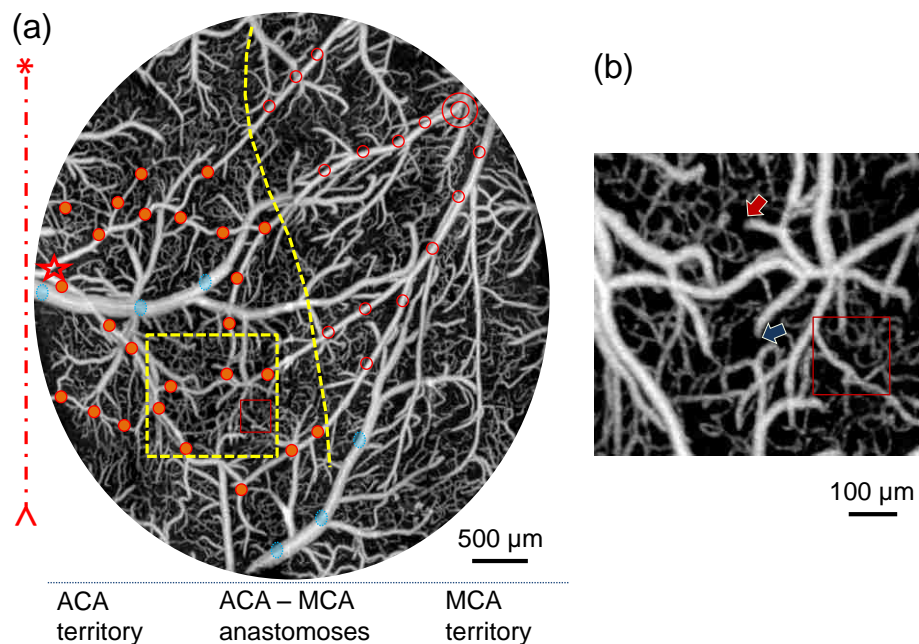 (a)
(b)
*
500 µm
100 µm
ACA territory
ACA – MCA anastomoses
MCA territory